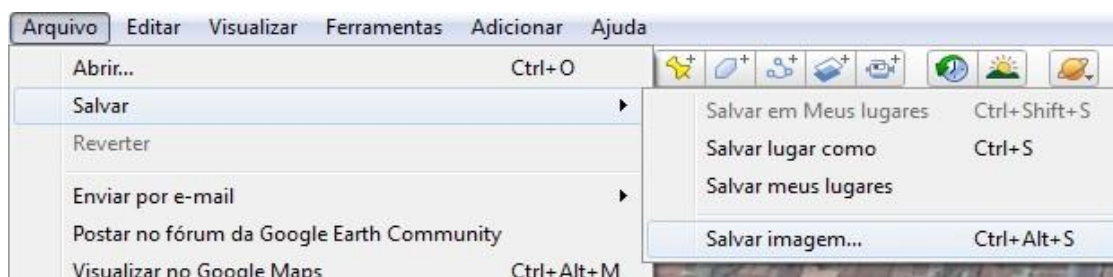 Arquivo Editar Visualizar Ferramentas Adicionar Ajuda
Abrir... Ctrl+O
Salvar
Reverter
Enviar por e-mail
Postar no fórum da Google Earth Community
Visualizar no Google Maps Ctrl+Alt+M
Salvar em Meus lugares Ctrl+Shift+S
Salvar lugar como Ctrl+S
Salvar meus lugares
Salvar imagem... Ctrl+Alt+S